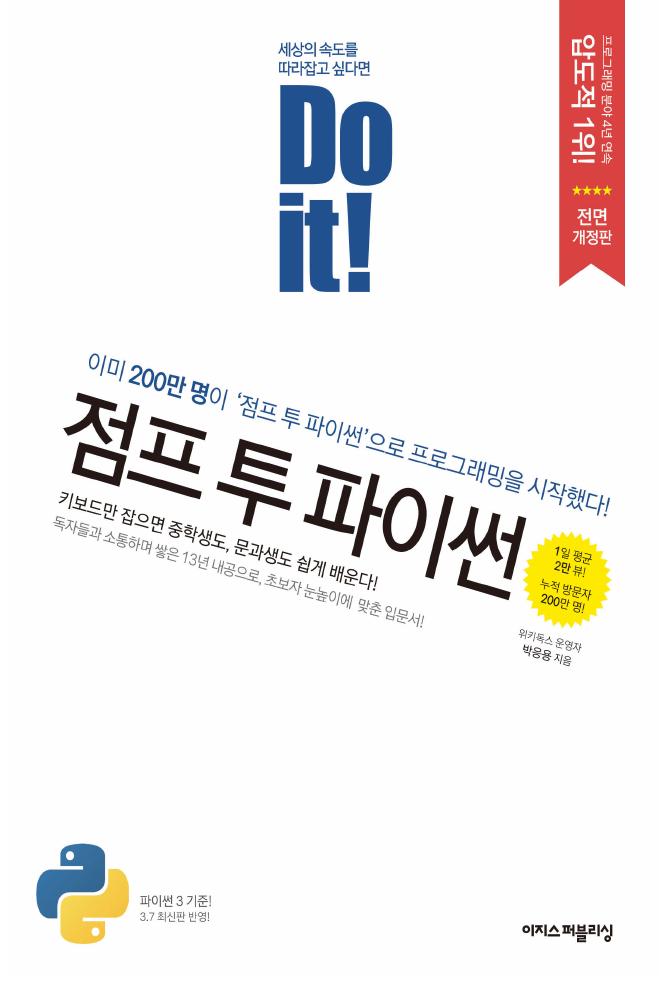 세상의 속도를
따라잡고 싶다면
Do
it!
프로그래밍 분야 4년 연속
압도적 1위!
★★★★
전면
개정판
이미 200만 명이 ‘점프 투 파이썬’으로 프로그래밍을 시작했다!
점프 투 파이썬
키보드만 잡으면 중학생도, 문과생도 쉽게 배운다!
독자들과 소통하며 쌓은 13년 내공으로, 초보자 눈높이에 맞춘 입문서!
1일 평균
2만 뷰!
누적 방문자
200만 명!
위키독스 운영자
박응용 지음
파이썬 3 기준!
3.7 최신판 반영!
이지스 퍼블리싱